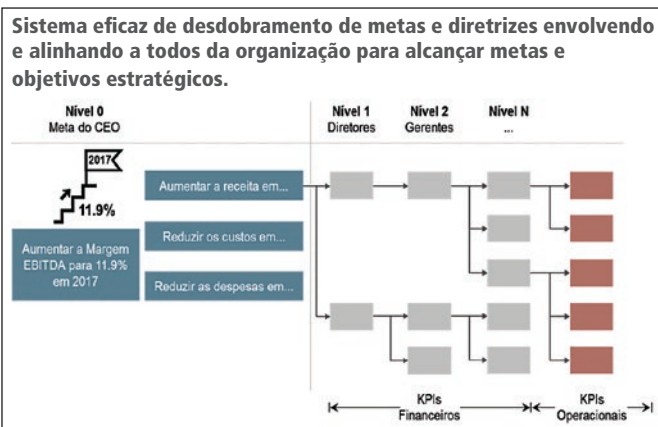 Sistema eficaz de desdobramento de metas e diretrizes envolvendo
e alinhando a todos da organização para alcançar metas e
objetivos estratégicos.
Nível 0
Meta do CEO
Nível 1
Diretores
Nível 2
Gerentes
Nível N
...
2017
11.9%
Aumentar a Margem
EBITDA para 11.9%
em 2017
Aumentar a receita em...
Reduzir os custos em...
Reduzir as despesas em...
KPIs
Financeiros
KPIs
Operacionais